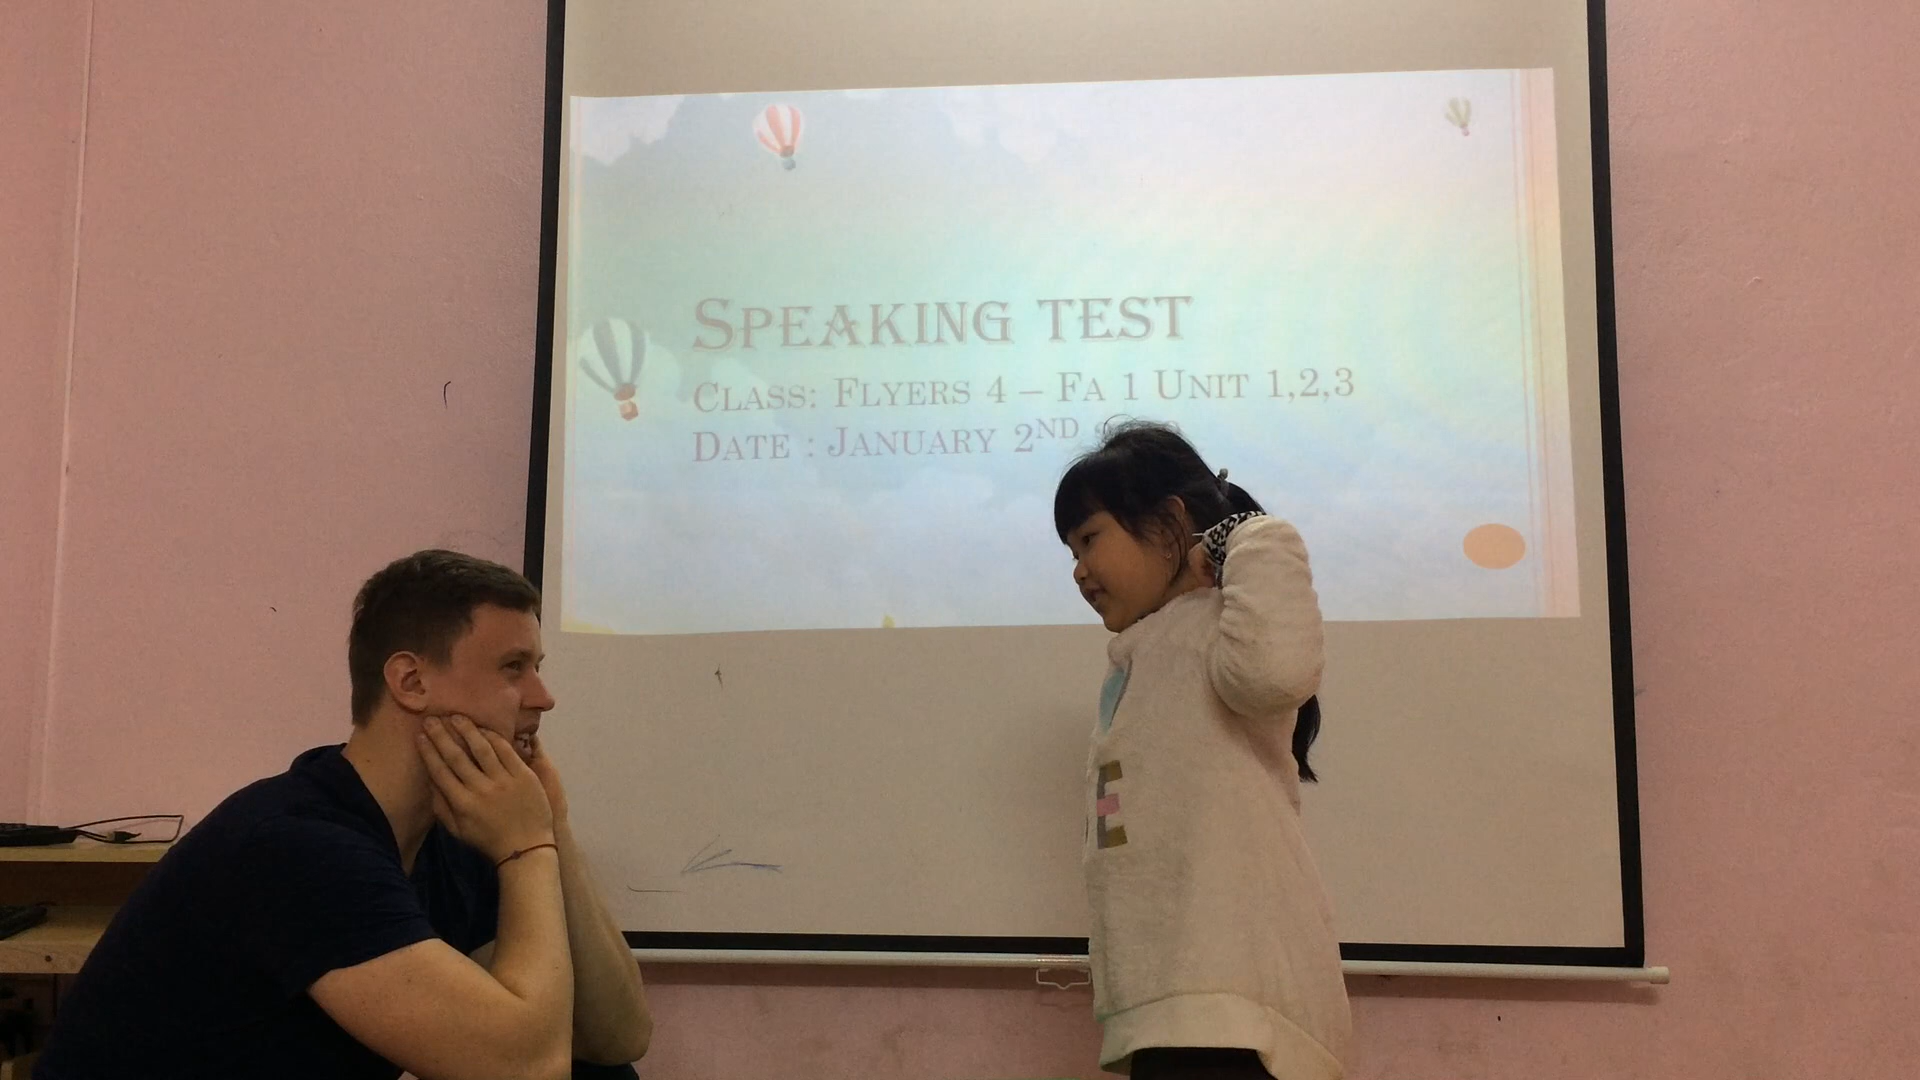 SPEAKING TEST
CLASS: FLYERS 4 – FA 1 UNIT 1,2,3
DATE : JANUARY 2ND
E